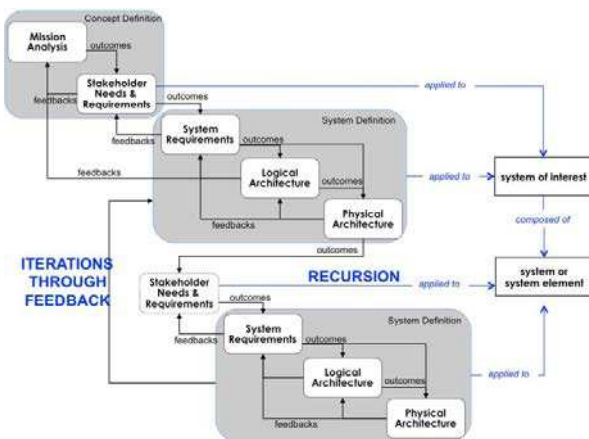 Concept Definition
Mission
Analysis
outcomes
Stakeholder
Needs &
Requirements
feedbacks
outcomes
applied to
System Definition
System
Requirements
outcomes
feedbacks
feedbacks
Logical
Architecture
outcomes
applied to
system of interest
Physical
Architecture
feedbacks
outcomes
composed of
ITERATIONS
THROUGH
FEEDBACK
RECURSION
Stakeholder
Needs &
Requirements
applied to
system or
system element
outcomes
System Definition
System
Requirements
feedbacks
outcomes
Logical
Architecture
outcomes
applied to
Physical
Architecture
feedbacks